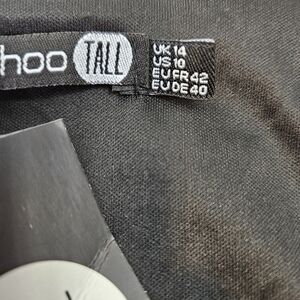 hoo TALL
UK 14
US 10
EU FR 42
EU DE 40